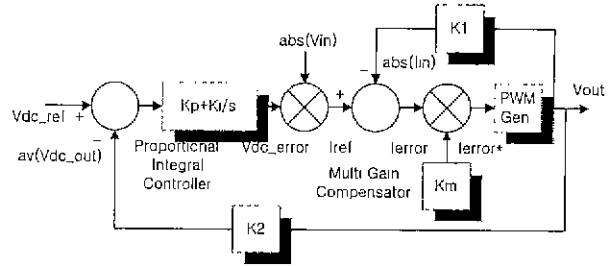 K1
abs(Vin)
abs(Iin)
Vout
Kp+Ki/s
PWM
Gen
Vdc_ref
+
−
+
−
av(Vdc_out)
Proportional
Integral
Controller
Vdc_error
Iref
Ierror
Ierror*
Multi Gain
Compensator
Km
K2